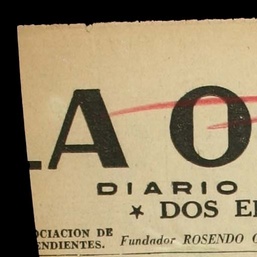 LA O
DIARIO
★ DOS E
OCIACION DE
ENDIENTES. Fundador ROSENDO